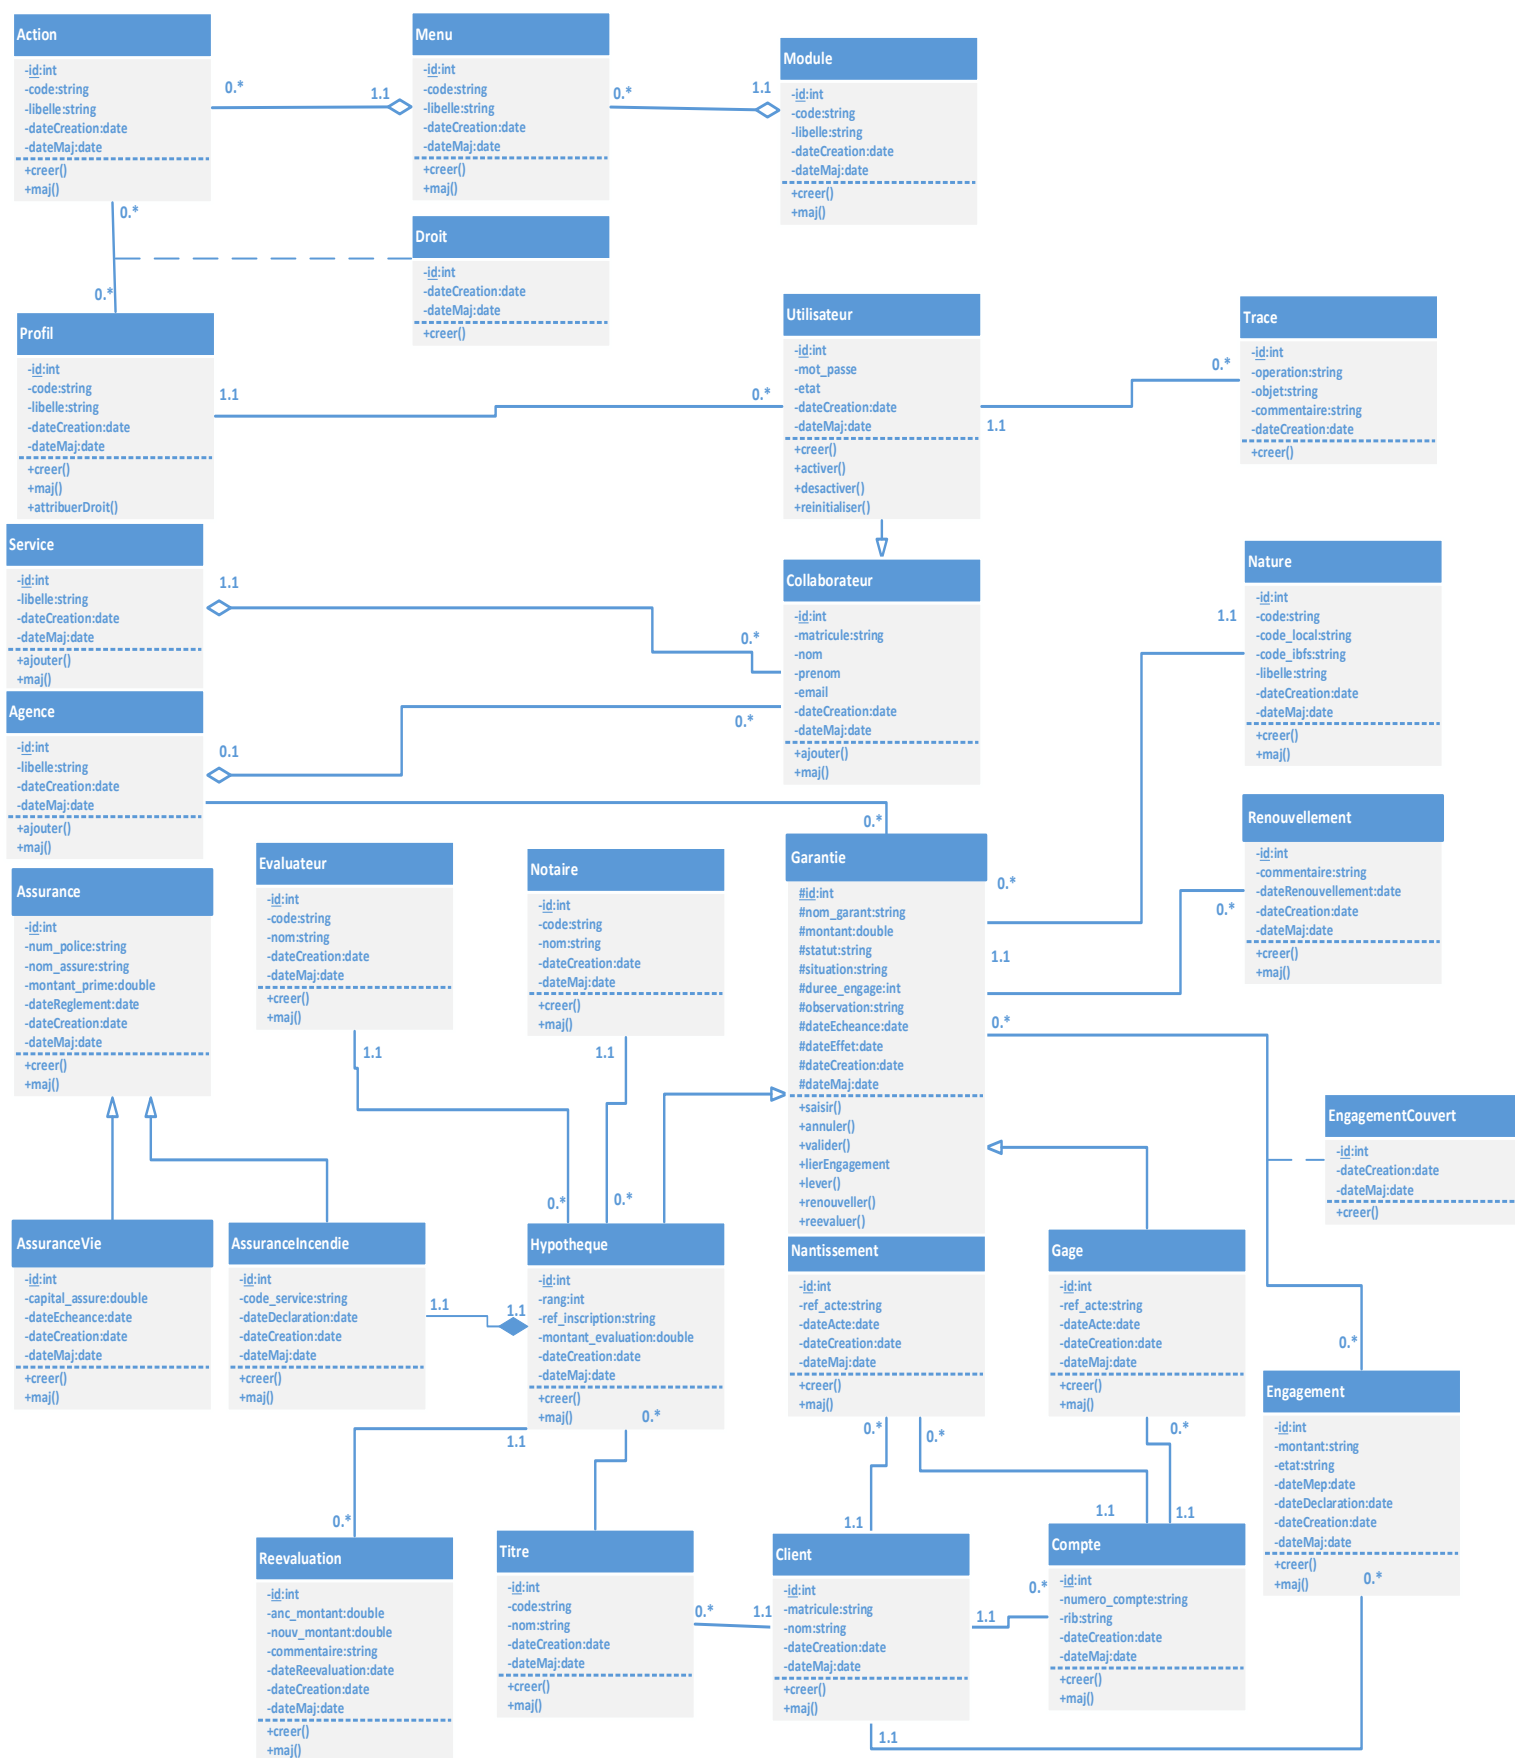 Action
-id:int
-code:string
-libelle:string
-dateCreation:date
-dateMaj:date
+creer()
+maj()
0.*
1.1
Menu
-id:int
-code:string
-libelle:string
-dateCreation:date
-dateMaj:date
+creer()
+maj()
0.*
1.1
Module
-id:int
-code:string
-libelle:string
-dateCreation:date
-dateMaj:date
+creer()
+maj()
0.*
0.*
Droit
-id:int
-dateCreation:date
-dateMaj:date
+creer()
Profil
-id:int
-code:string
-libelle:string
-dateCreation:date
-dateMaj:date
+creer()
+maj()
+attribuerDroit()
1.1
0.*
Utilisateur
-id:int
-mot_passe
-etat
-dateCreation:date
-dateMaj:date
+creer()
+activer()
+desactiver()
+reinitialiser()
1.1
0.*
Trace
-id:int
-operation:string
-objet:string
-commentaire:string
-dateCreation:date
+creer()
Service
-id:int
-libelle:string
-dateCreation:date
-dateMaj:date
+ajouter()
+maj()
1.1
0.*
Collaborateur
-id:int
-matricule:string
-nom
-prenom
-email
-dateCreation:date
-dateMaj:date
+ajouter()
+maj()
Nature
-id:int
-code:string
-code_local:string
-code_ibfs:string
-libelle:string
-dateCreation:date
-dateMaj:date
+creer()
+maj()
1.1
Agence
-id:int
-libelle:string
-dateCreation:date
-dateMaj:date
+ajouter()
+maj()
0.1
0.*
0.*
Renouvellement
-id:int
-commentaire:string
-dateRenouvellement:date
-dateCreation:date
-dateMaj:date
+creer()
+maj()
0.*
Garantie
#id:int
#nom_garant:string
#montant:double
#statut:string
#situation:string
#duree_engage:int
#observation:string
#dateEcheance:date
#dateEffet:date
#dateCreation:date
#dateMaj:date
+saisir()
+annuler()
+valider()
+lierEngagement
+lever()
+renouveller()
+reevaluer()
0.*
1.1
0.*
Evaluateur
-id:int
-code:string
-nom:string
-dateCreation:date
-dateMaj:date
+creer()
+maj()
1.1
Notaire
-id:int
-code:string
-nom:string
-dateCreation:date
-dateMaj:date
+creer()
+maj()
1.1
Assurance
-id:int
-num_police:string
-nom_assure:string
-montant_prime:double
-dateReglement:date
-dateCreation:date
-dateMaj:date
+creer()
+maj()
EngagementCouvert
-id:int
-dateCreation:date
-dateMaj:date
+creer()
0.*
0.*
AssuranceVie
-id:int
-capital_assure:double
-dateEcheance:date
-dateCreation:date
-dateMaj:date
+creer()
+maj()
AssuranceIncendie
-id:int
-code_service:string
-dateDeclaration:date
-dateCreation:date
-dateMaj:date
+creer()
+maj()
1.1
1.1
Hypotheque
-id:int
-rang:int
-ref_inscription:string
-montant_evaluation:double
-dateCreation:date
-dateMaj:date
+creer()
+maj()
0.*
1.1
Nantissement
-id:int
-ref_acte:string
-dateActe:date
-dateCreation:date
-dateMaj:date
+creer()
+maj()
0.*
0.*
Gage
-id:int
-ref_acte:string
-dateActe:date
-dateCreation:date
-dateMaj:date
+creer()
+maj()
0.*
0.*
Engagement
-id:int
-montant:string
-etat:string
-dateMep:date
-dateDeclaration:date
-dateCreation:date
-dateMaj:date
+creer()
+maj()
0.*
0.*
Reevaluation
-id:int
-anc_montant:double
-nouv_montant:double
-commentaire:string
-dateReevaluation:date
-dateCreation:date
-dateMaj:date
+creer()
+maj()
Titre
-id:int
-code:string
-nom:string
-dateCreation:date
-dateMaj:date
+creer()
+maj()
0.*
1.1
1.1
Client
-id:int
-matricule:string
-nom:string
-dateCreation:date
-dateMaj:date
+creer()
+maj()
1.1
0.*
1.1
1.1
Compte
-id:int
-numero_compte:string
-rib:string
-dateCreation:date
-dateMaj:date
+creer()
+maj()
1.1